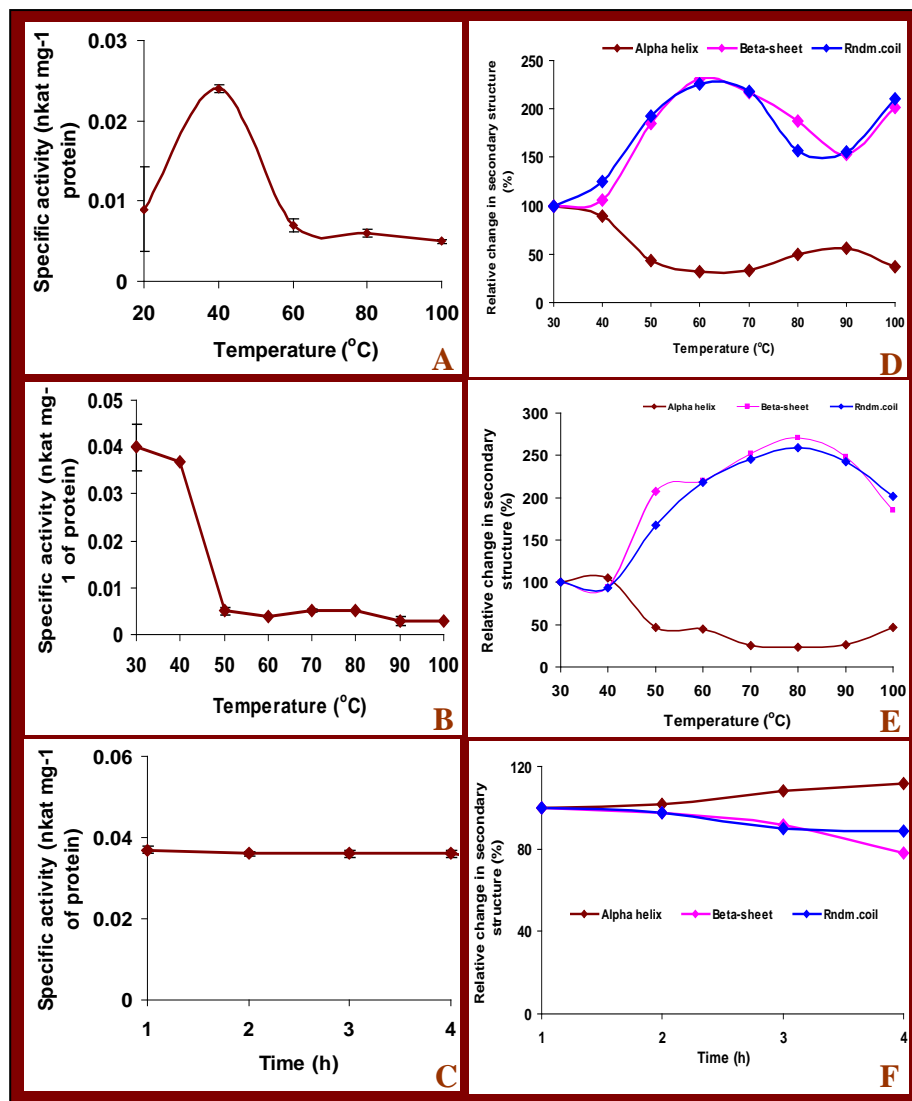 Specific activity (nkat mg-1
protein)
0.03
0.02
0.01
0
20 40 60 80 100
Temperature (°C)
A
Alpha helix Beta-sheet Rndm.coil
Relative change in secondary structure
(%)
250
200
150
100
50
0
30 40 50 60 70 80 90 100
Temperature (°C)
D
Specific activity (nkat mg-
1 of protein)
0.05
0.04
0.03
0.02
0.01
0
30 40 50 60 70 80 90 100
Temperature (°C)
B
Alpha helix Beta-sheet Rndm.coil
Relative change in secondary
structure (%)
300
250
200
150
100
50
0
30 40 50 60 70 80 90 100
Temperature (°C)
E
Specific activity (nkat mg-1
of protein)
0.06
0.04
0.02
0
1 2 3 4
Time (h)
C
Relative change in secondary
structure (%)
120
80
40
0
Alpha helix Beta-sheet Rndm.coil
1 2 3 4
Time (h)
F